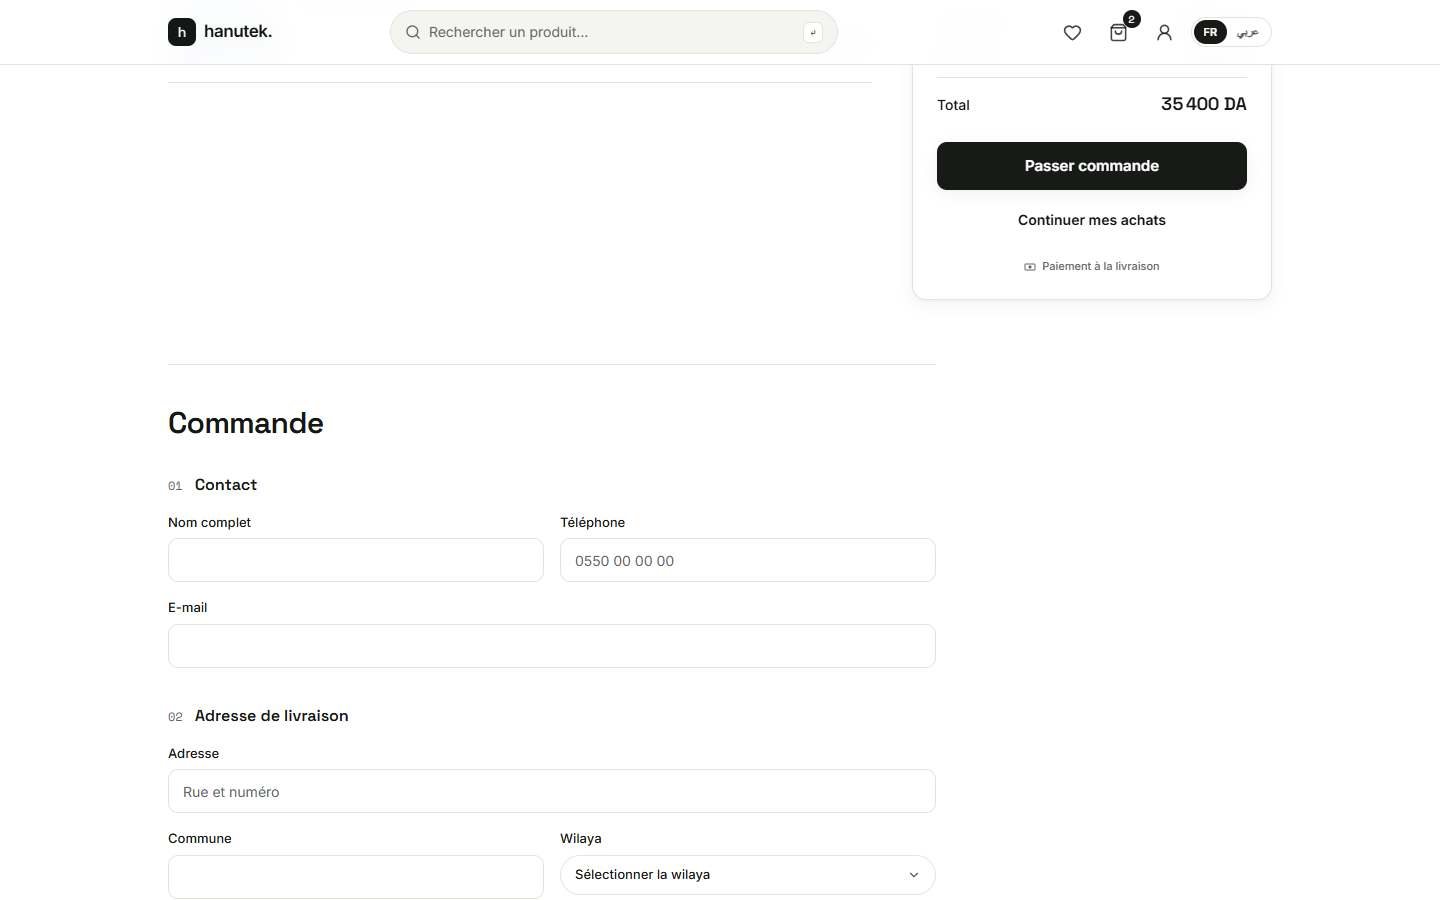 h hanutek.
Rechercher un produit...
2
FR عربي
Total 35 400 DA
Passer commande
Continuer mes achats
Paiement à la livraison
Commande
01 Contact
Nom complet Téléphone
0550 00 00 00
E-mail
02 Adresse de livraison
Adresse
Rue et numéro
Commune Wilaya
Sélectionner la wilaya